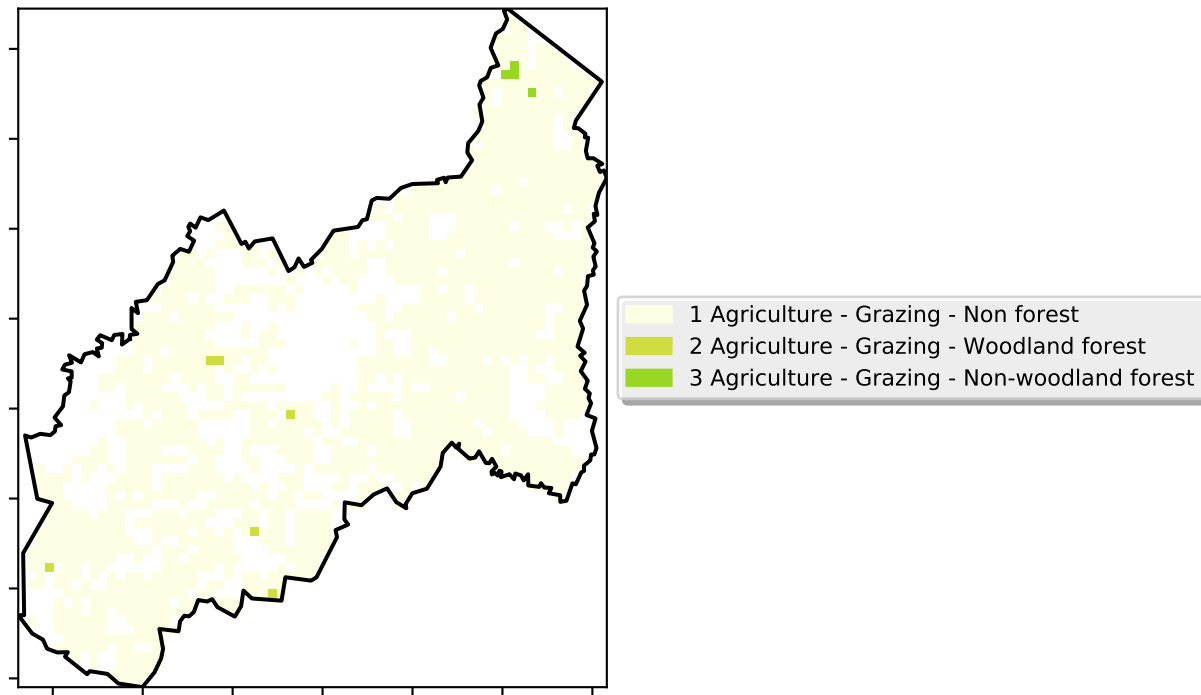 1 Agriculture - Grazing - Non forest
2 Agriculture - Grazing - Woodland forest
3 Agriculture - Grazing - Non-woodland forest